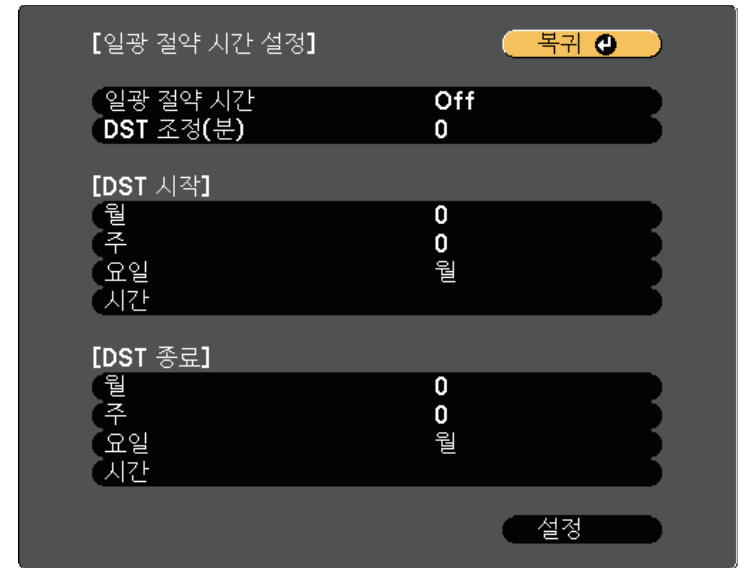 [일광 절약 시간 설정] 복귀
일광 절약 시간 Off
DST 조정(분) 0
[DST 시작]
월 0
주 0
요일 월
시간
[DST 종료]
월 0
주 0
요일 월
시간
설정